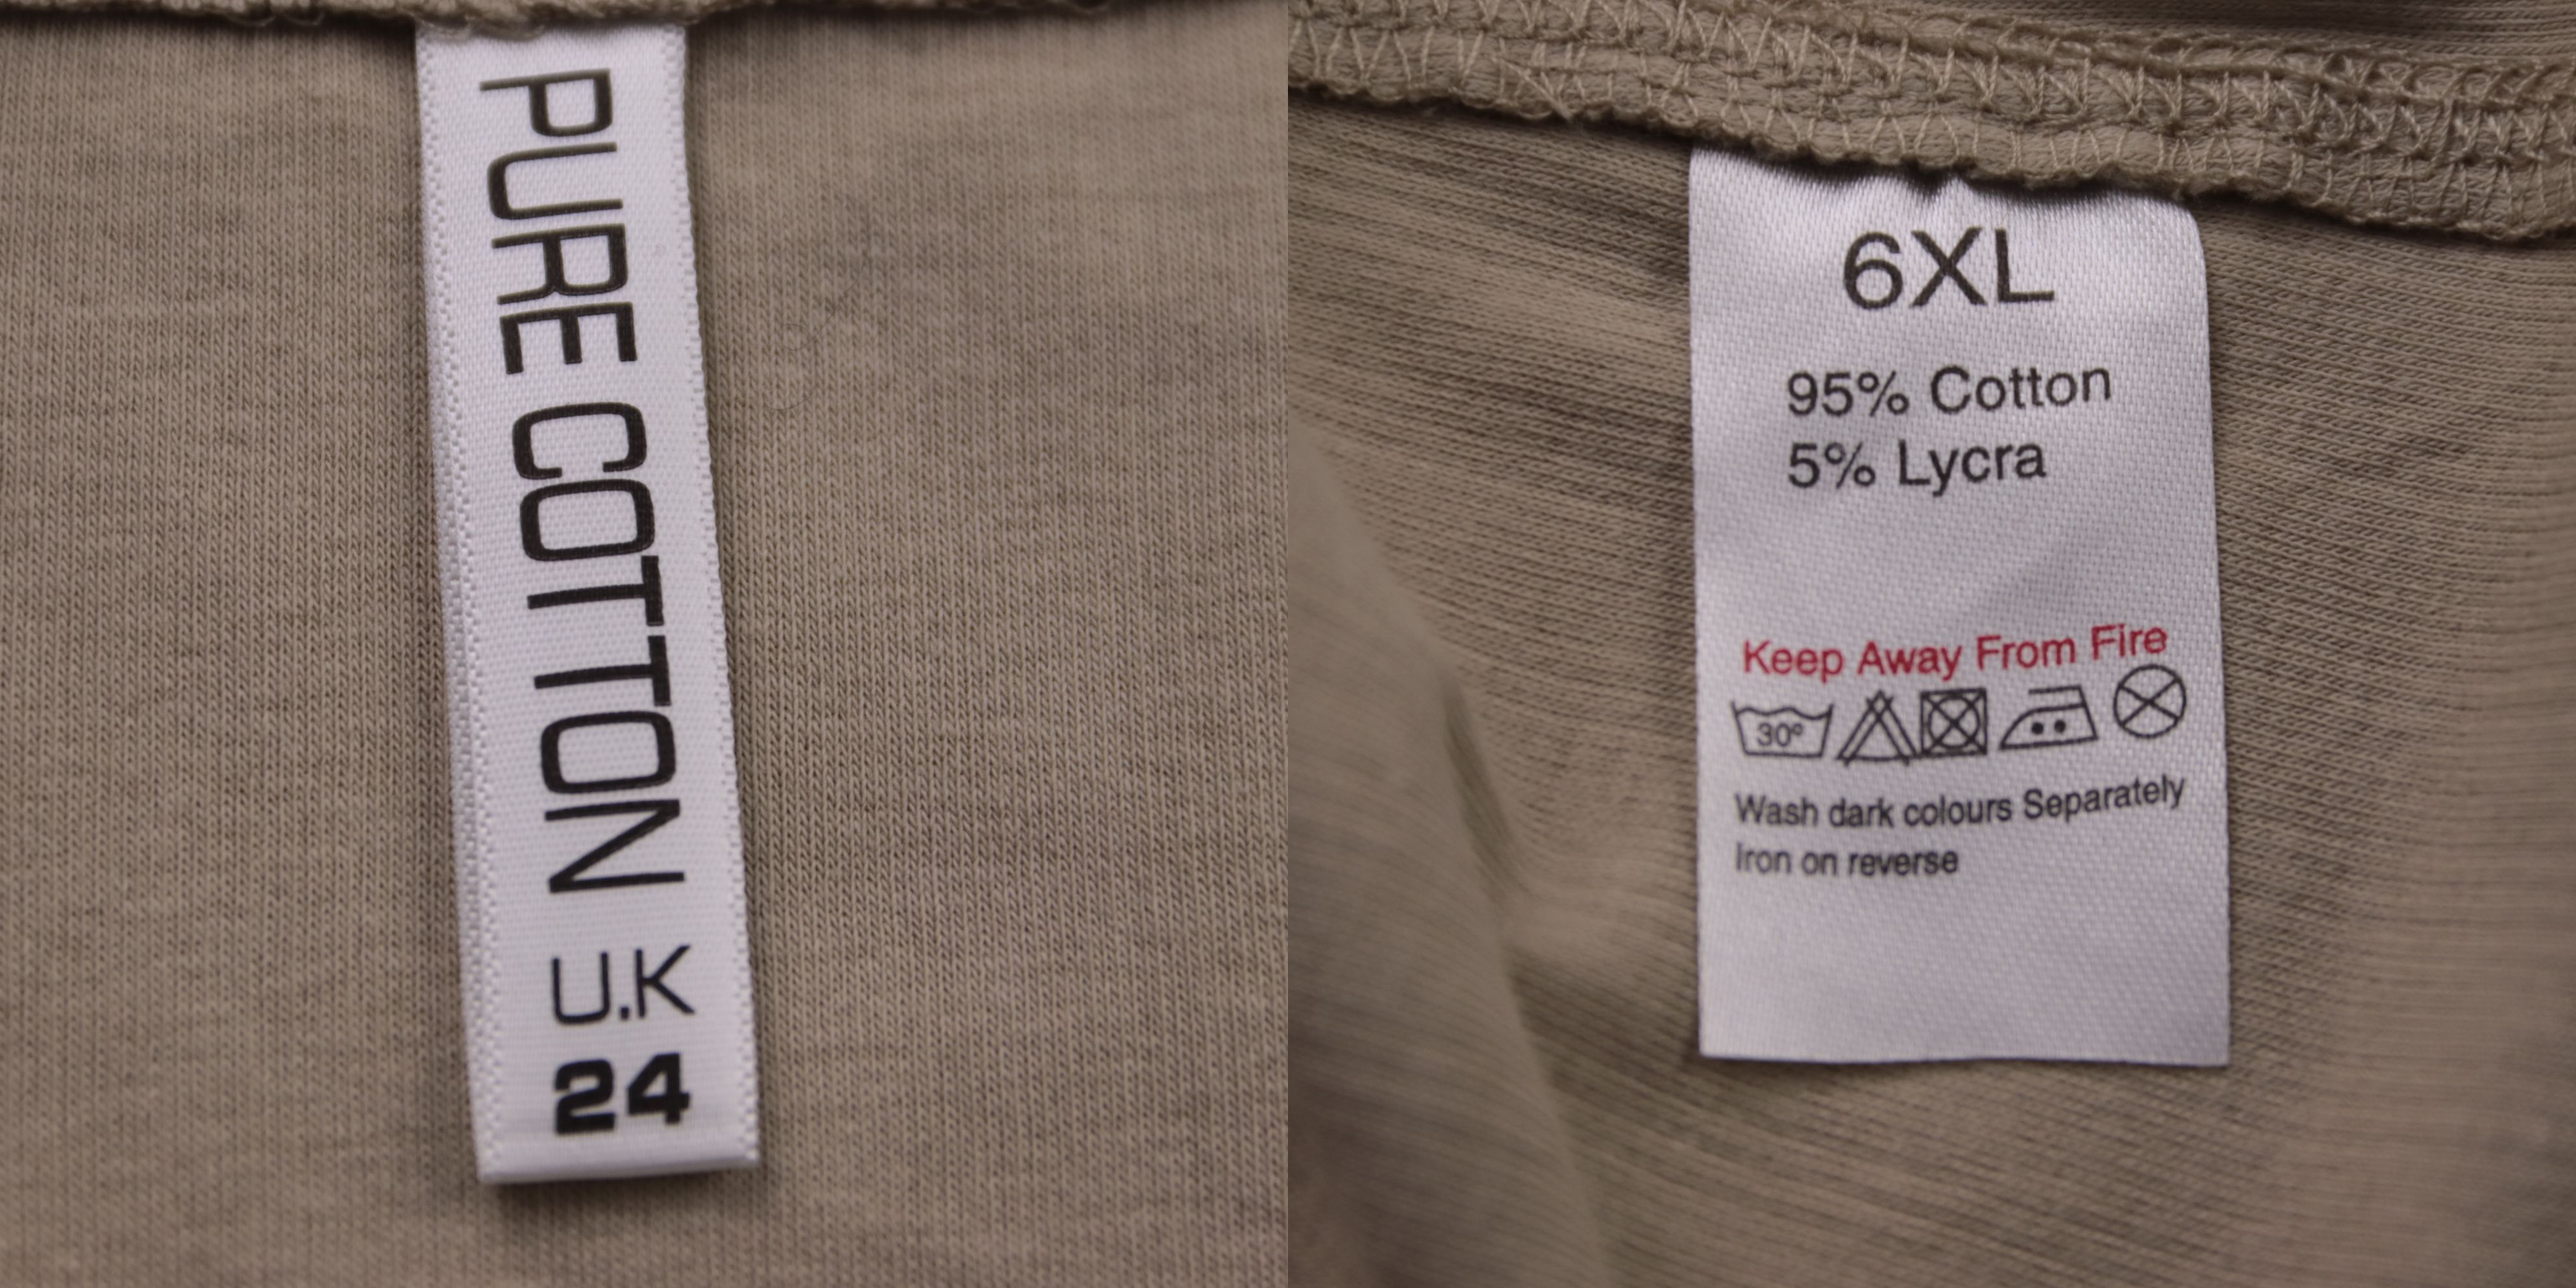 PURE COTTON
U.K
24
6XL
95% Cotton
5% Lycra
Keep Away From Fire
30°
Wash dark colours Separately
Iron on reverse